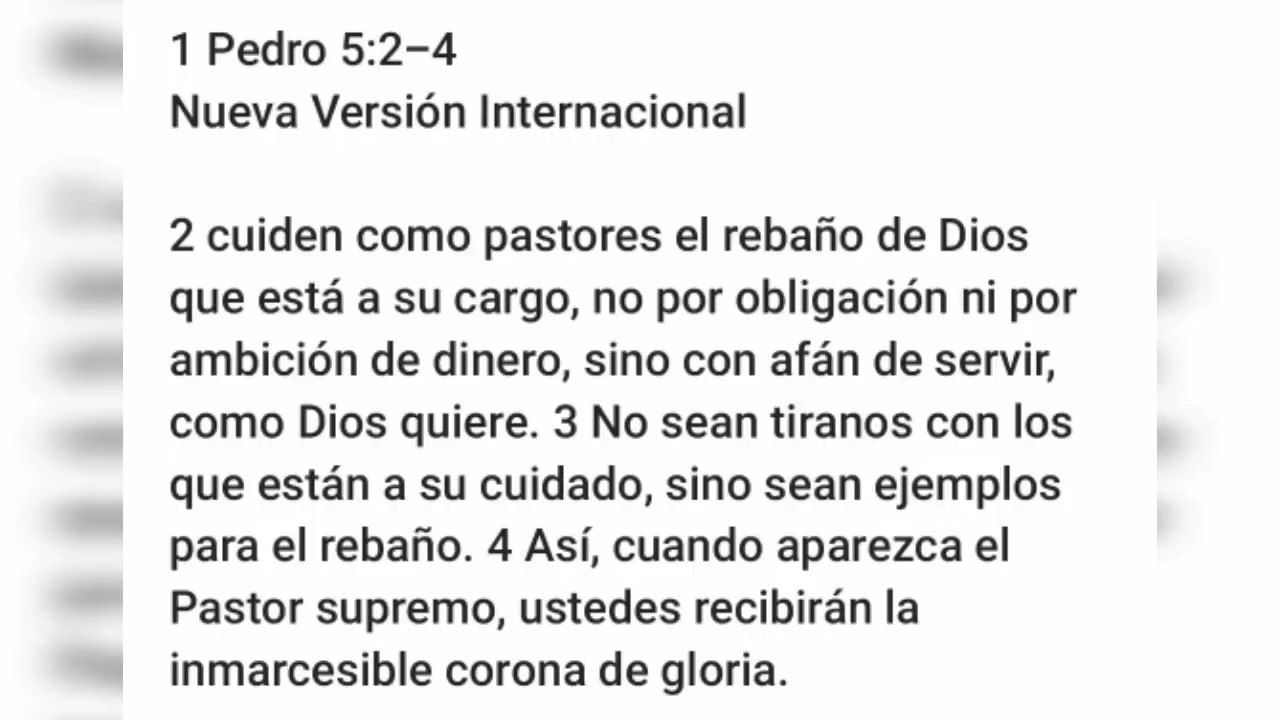 1 Pedro 5:2–4
Nueva Versión Internacional
2 cuiden como pastores el rebaño de Dios
que está a su cargo, no por obligación ni por
ambición de dinero, sino con afán de servir,
como Dios quiere. 3 No sean tiranos con los
que están a su cuidado, sino sean ejemplos
para el rebaño. 4 Así, cuando aparezca el
Pastor supremo, ustedes recibirán la
inmarcesible corona de gloria.